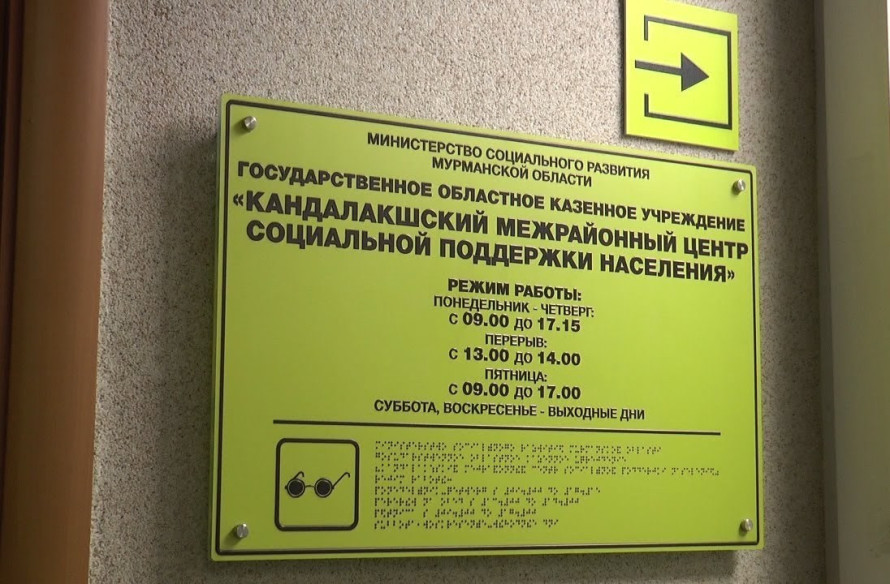 МИНИСТЕРСТВО СОЦИАЛЬНОГО РАЗВИТИЯ
МУРМАНСКОЙ ОБЛАСТИ
ГОСУДАРСТВЕННОЕ ОБЛАСТНОЕ КАЗЕННОЕ УЧРЕЖДЕНИЕ
«КАНДАЛАКШСКИЙ МЕЖРАЙОННЫЙ ЦЕНТР
СОЦИАЛЬНОЙ ПОДДЕРЖКИ НАСЕЛЕНИЯ»
РЕЖИМ РАБОТЫ:
ПОНЕДЕЛЬНИК - ЧЕТВЕРГ:
С 09.00 ДО 17.15
ПЕРЕРЫВ:
С 13.00 ДО 14.00
ПЯТНИЦА:
С 09.00 ДО 17.00
СУББОТА, ВОСКРЕСЕНЬЕ - ВЫХОДНЫЕ ДНИ